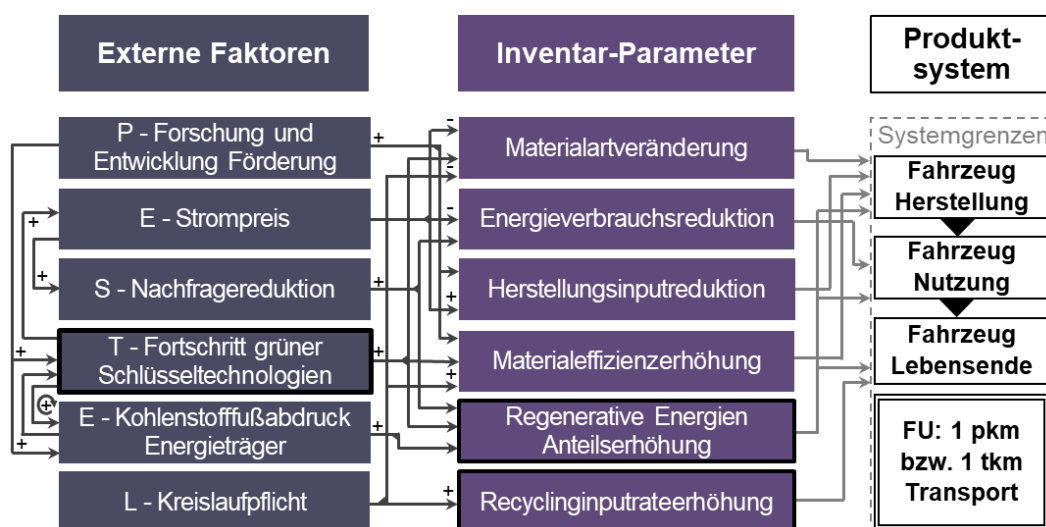 Externe Faktoren
Inventar-Parameter
Produkt-
system
P - Forschung und
Entwicklung Förderung
+
-
Materialartveränderung
-
Systemgrenzen
Fahrzeug
Herstellung
+
E - Strompreis
+
-
Energieverbrauchsreduktion
Fahrzeug
Nutzung
+
S - Nachfragereduktion
+
+
+
Herstellungsinputreduktion
+
T - Fortschritt grüner
Schlüsseltechnologien
+
+
Materialeffizienzerhöhung
Fahrzeug
Lebensende
+
+
E - Kohlenstofffußabdruck
Energieträger
+
Regenerative Energien
Anteilserhöhung
FU: 1 pkm
bzw. 1 tkm
Transport
L - Kreislaufpflicht
+
Recyclinginputrateerhöhung